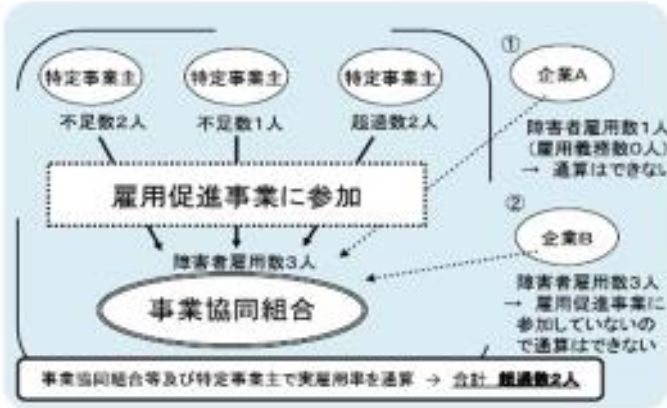 特定事業主
特定事業主
特定事業主
不足数2人
不足数1人
超過数2人
雇用促進事業に参加
障害者雇用数3人
事業協同組合
①
企業A
障害者雇用数1人
(雇用義務数0人)
→ 通算はできない
②
企業B
障害者雇用数3人
→ 雇用促進事業に
参加していないの
で通算はできない
事業協同組合等及び特定事業主で実雇用率を通算 → 合計 超過数2人